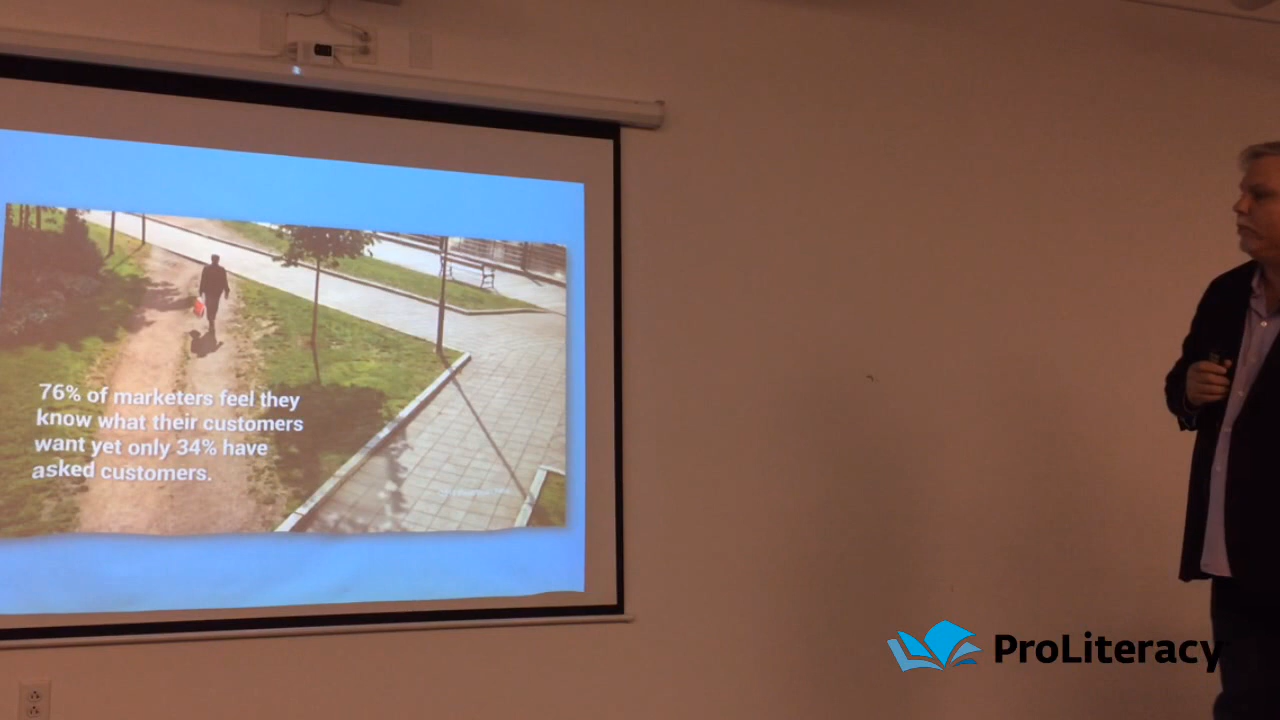 76% of marketers feel they
know what their customers
want yet only 34% have
asked customers.
ProLiteracy